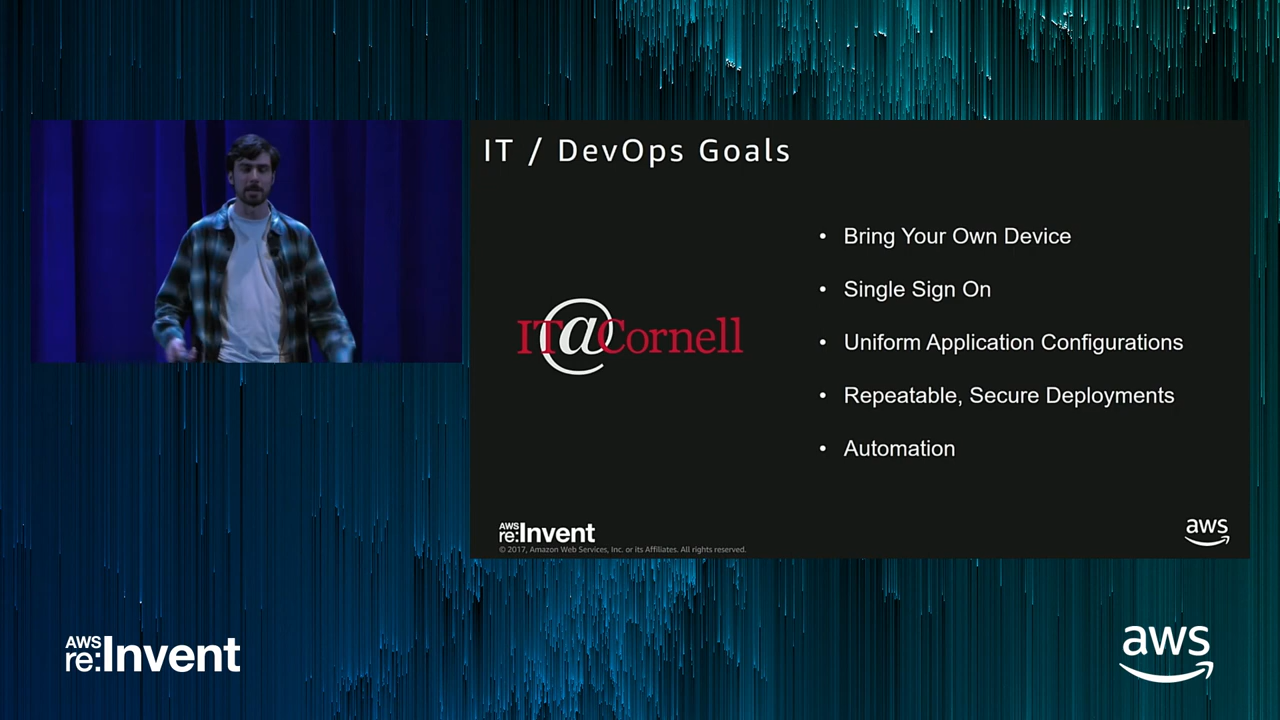 IT / DevOps Goals
• Bring Your Own Device
• Single Sign On
IT@Cornell
• Uniform Application Configurations
• Repeatable, Secure Deployments
• Automation
AWS
re:Invent
© 2017, Amazon Web Services, Inc. or its Affiliates. All rights reserved.
aws
AWS
re:Invent
aws